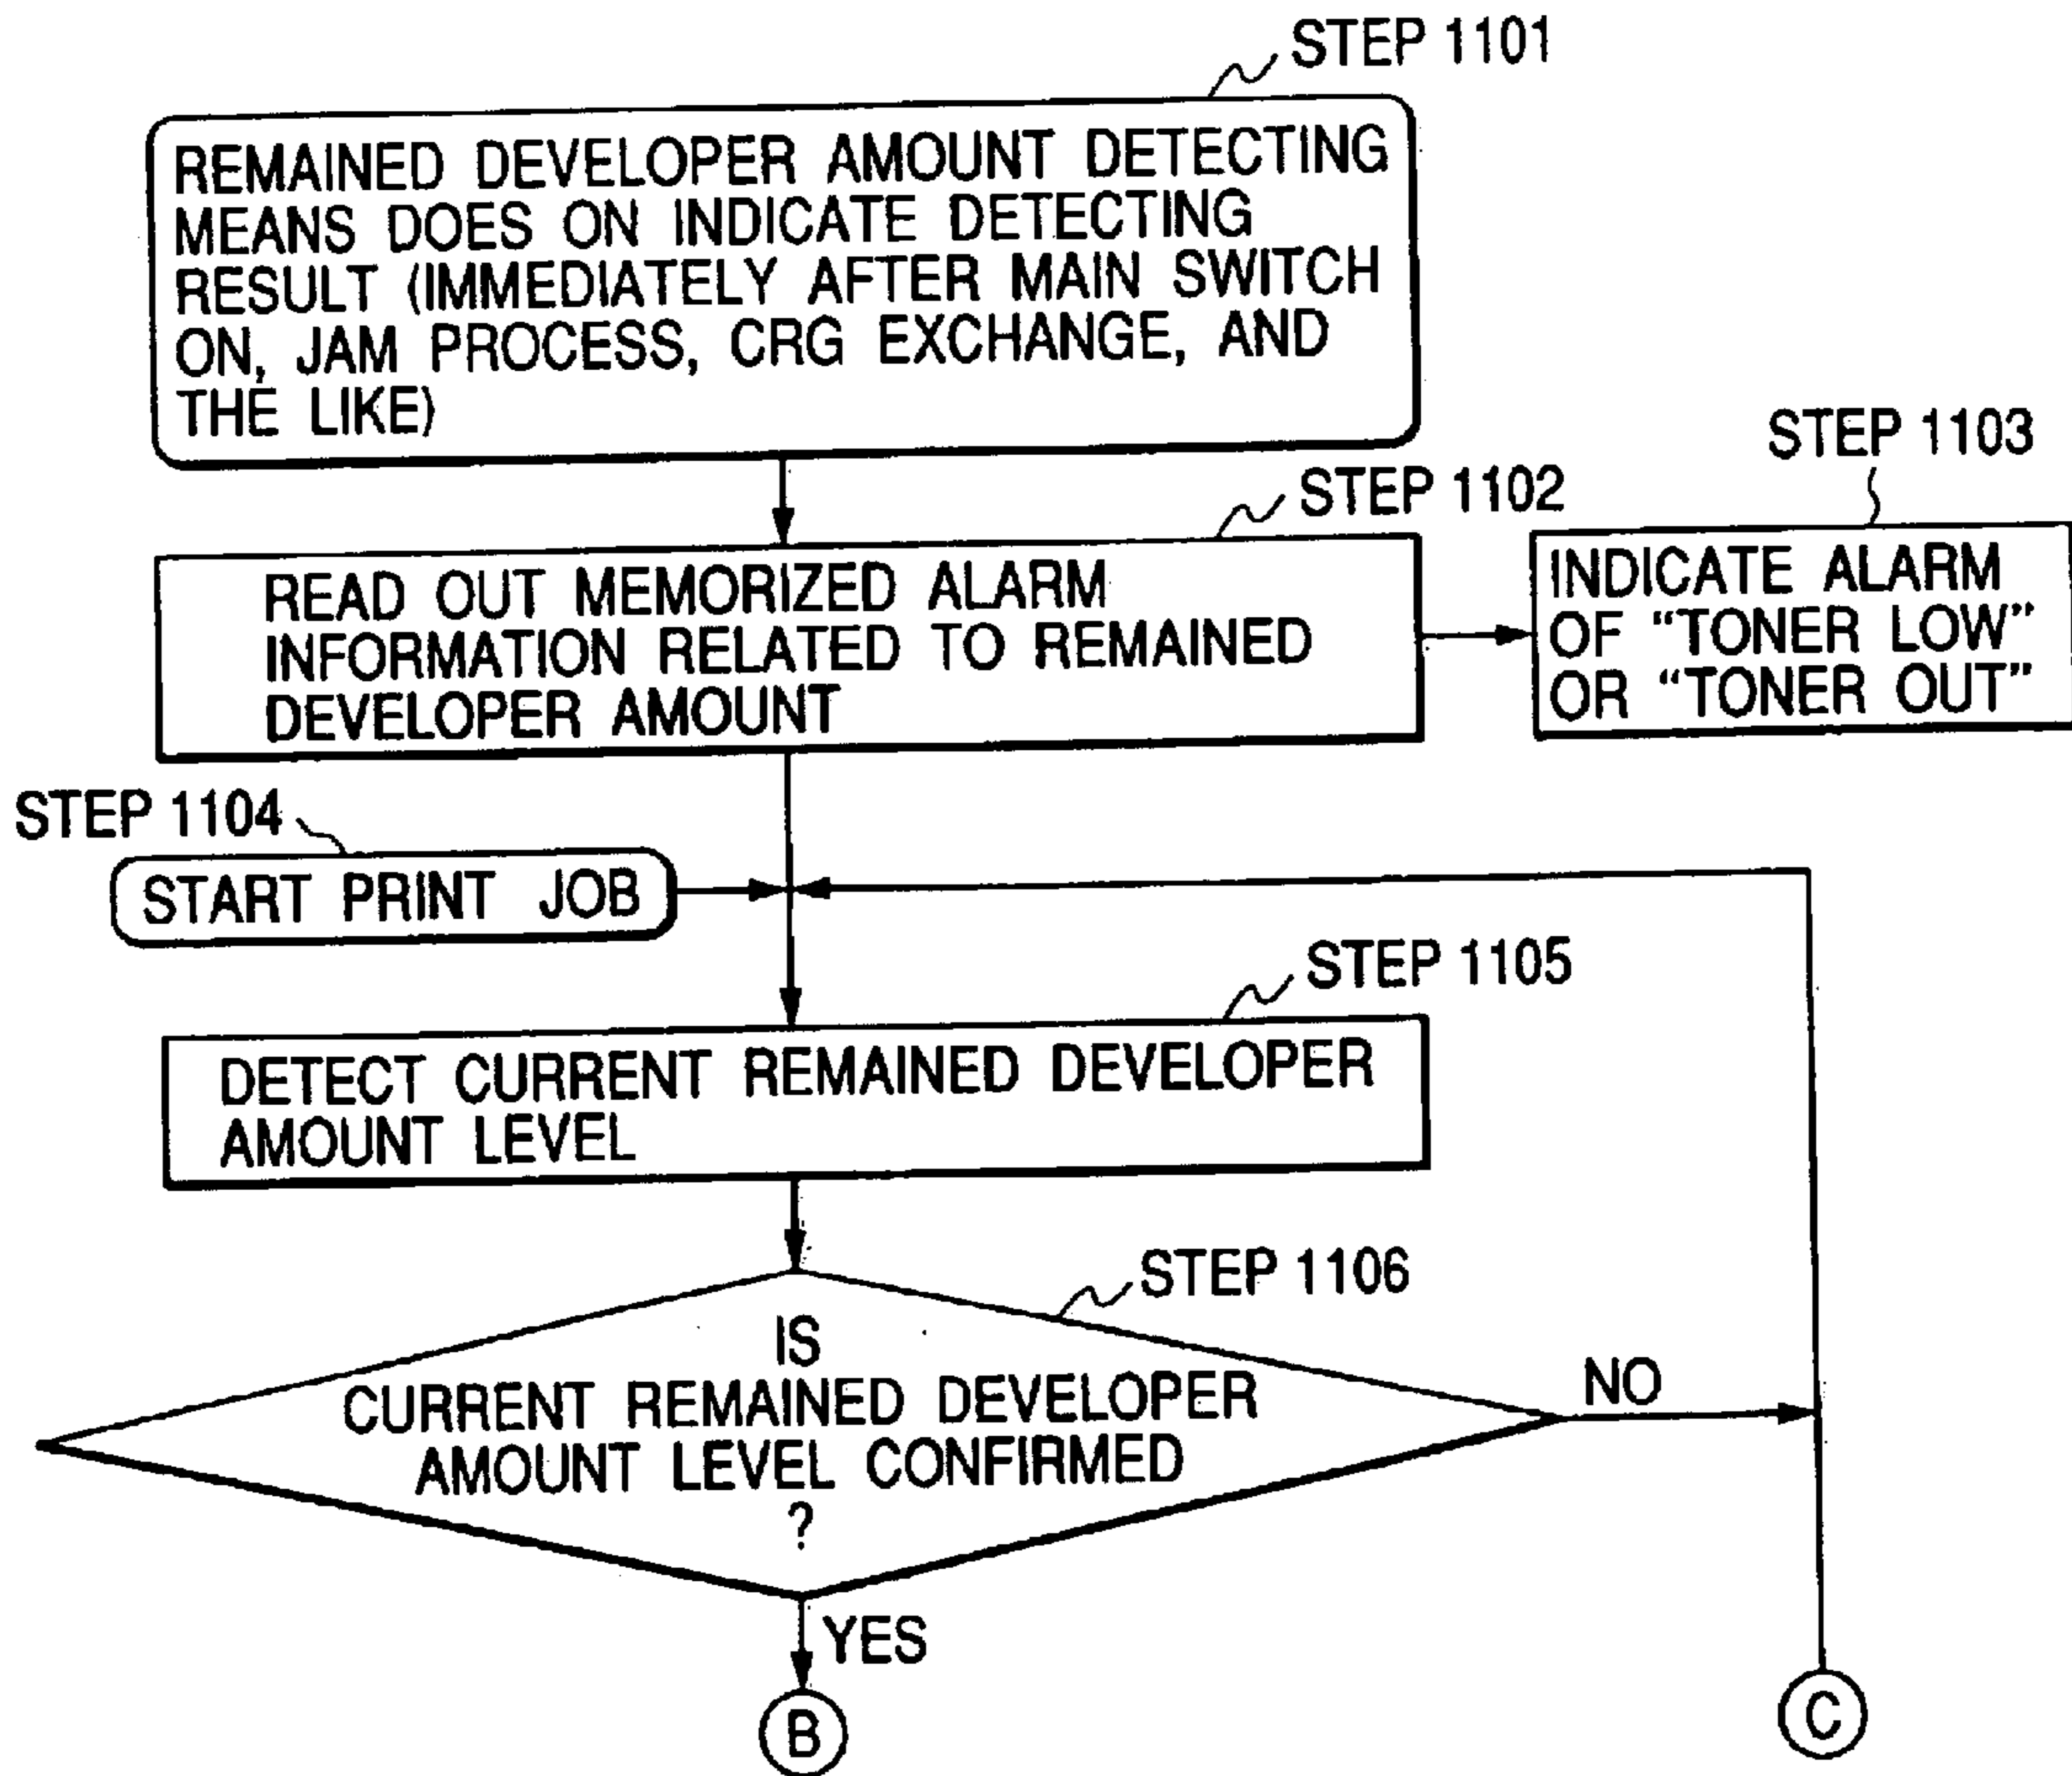 STEP 1101
REMAINED DEVELOPER AMOUNT DETECTING
MEANS DOES ON INDICATE DETECTING
RESULT (IMMEDIATELY AFTER MAIN SWITCH
ON, JAM PROCESS, CRG EXCHANGE, AND
THE LIKE)
STEP 1102
READ OUT MEMORIZED ALARM
INFORMATION RELATED TO REMAINED
DEVELOPER AMOUNT
STEP 1103
INDICATE ALARM
OF “TONER LOW”
OR “TONER OUT”
STEP 1104
START PRINT JOB
STEP 1105
DETECT CURRENT REMAINED DEVELOPER
AMOUNT LEVEL
STEP 1106
IS
CURRENT REMAINED DEVELOPER
AMOUNT LEVEL CONFIRMED
?
NO
YES
B
C